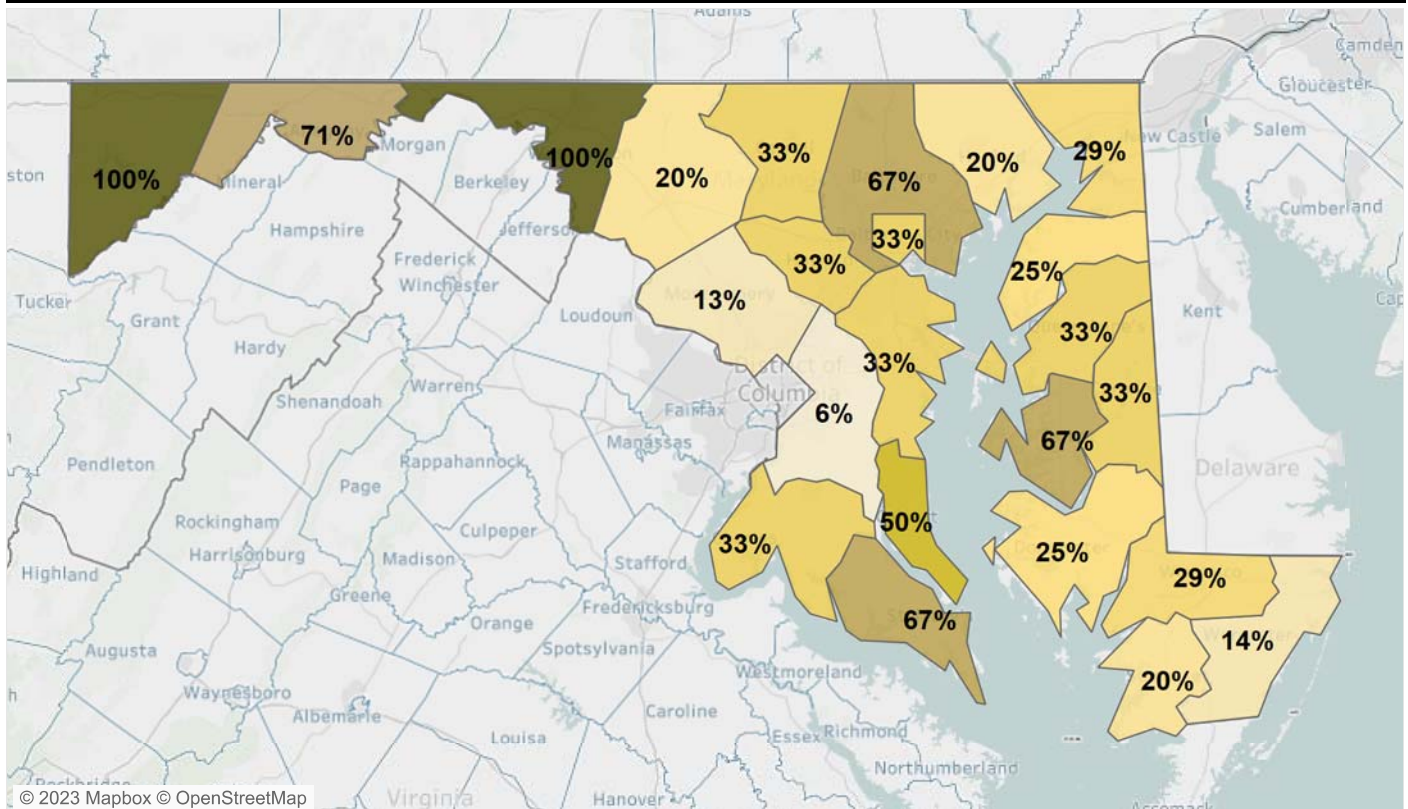 Adams
Camden
Gloucester
71%
Morgan
33%
29%
New Castle
Salem
100%
100%
20%
67%
20%
Mineral
Berkeley
Cumberland
Hampshire
Jefferso
33%
Frederick
Winchester
33%
25%
Tucker
Grant
13%
Loudoun
Kent
33%
Hardy
District of
Columbia
33%
33%
Warren
Shenandoah
Fairfax
6%
Manassas
67%
Pendleton
Rappahannock
Delaware
Page
Rockingham
Harrisonburg
Culpeper
50%
33%
25%
Madison
Stafford
Highland
29%
Greene
Fredericksburg
Orange
67%
Augusta
Spotsylvania
14%
Westmoreland
20%
Waynesboro
Albemarle
Caroline
Louisa
Essex
Richmond
Northumberland
Rockbridge
Virginia
Hanover
Accomack
© 2023 Mapbox © OpenStreetMap